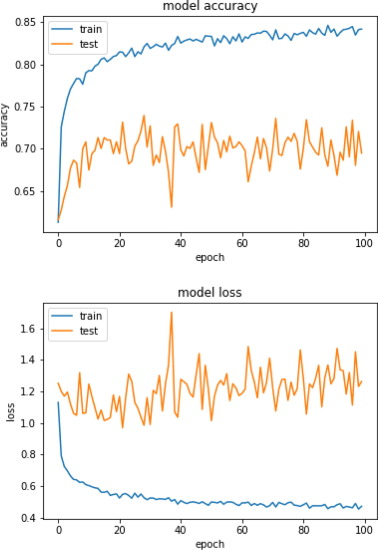 model accuracy
train
test
0.85
0.80
0.75
0.70
0.65
accuracy
0 20 40 60 80 100
epoch
model loss
train
test
1.6
1.4
1.2
1.0
0.8
0.6
0.4
loss
0 20 40 60 80 100
epoch